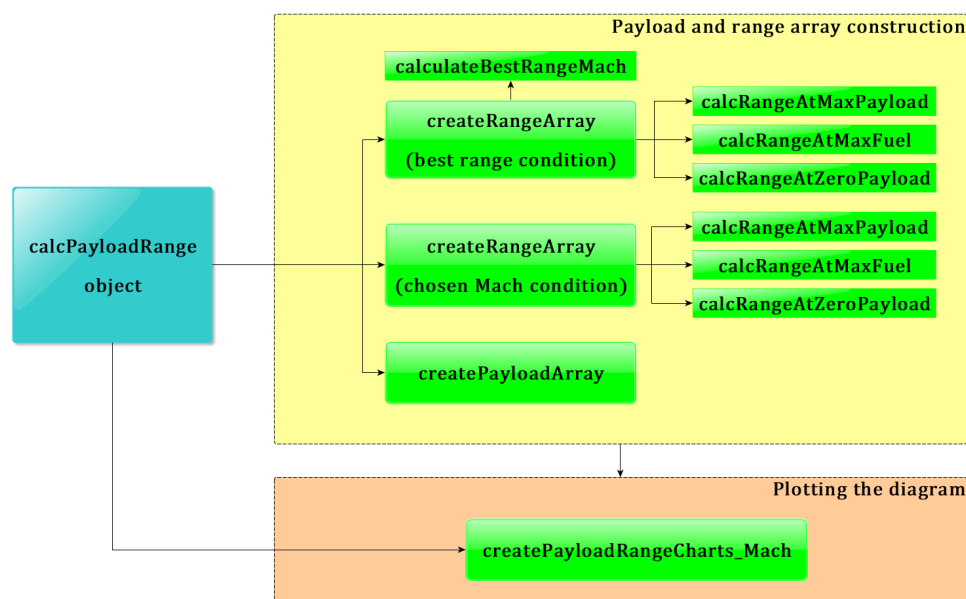 Payload and range array construction
calculateBestRangeMach
createRangeArray
(best range condition)
calcRangeAtMaxPayload
calcRangeAtMaxFuel
calcRangeAtZeroPayload
calcPayloadRange
object
createRangeArray
(chosen Mach condition)
calcRangeAtMaxPayload
calcRangeAtMaxFuel
calcRangeAtZeroPayload
createPayloadArray
Plotting the diagram
createPayloadRangeCharts_Mach